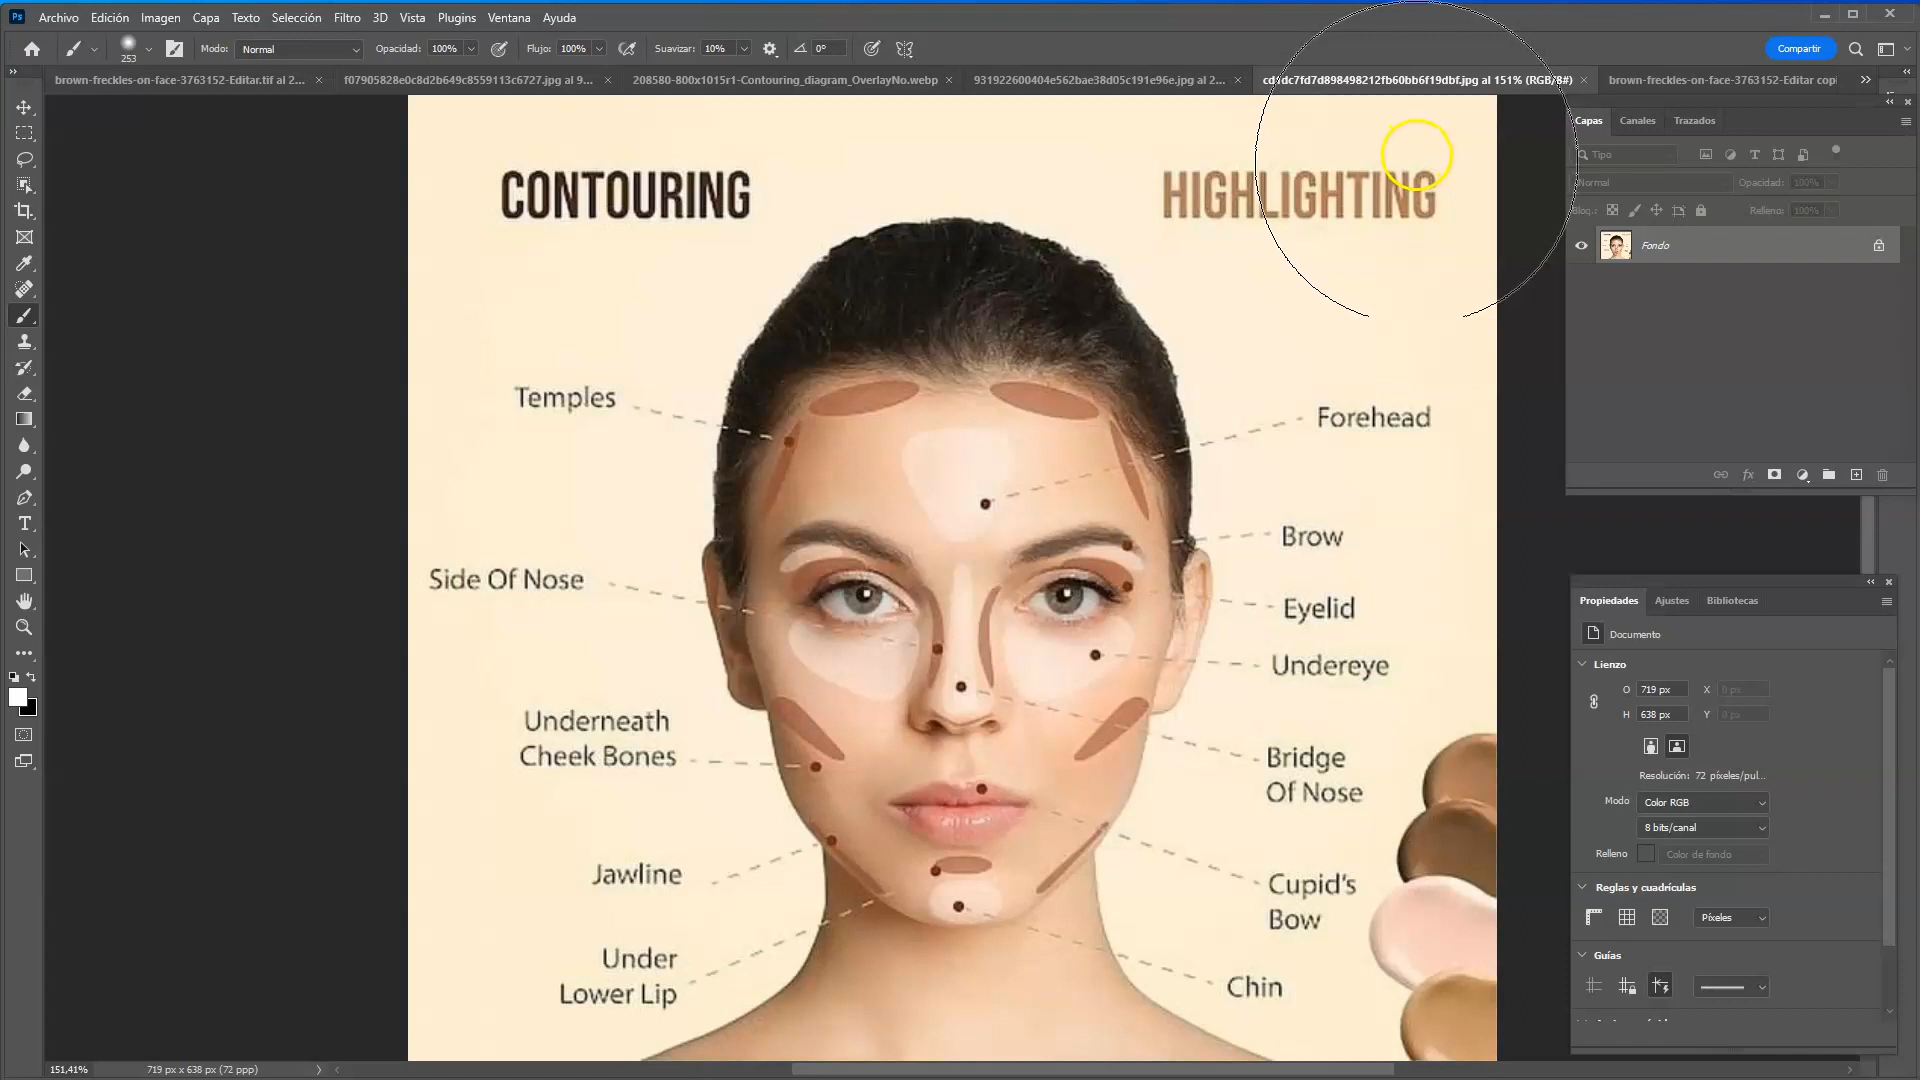 Ps Archivo Edición Imagen Capa Texto Selección Filtro 3D Vista Plugins Ventana Ayuda
253 Modo: Normal Opacidad: 100% Flujo: 100% Suavizar: 10% 0° Compartir
brown-freckles-on-face-3763152-Editar.tif al 2... × f07905828e0c8d2b649c8559113c6727.jpg al 9... × 208580-800x1015r1-Contouring_diagram_OverlayNo.webp × 931922600404e562bae38d05c191e96e.jpg al 2... × al 151% (RGB/8#) × brown-freckles-on-face-3763152-Editar copi
Capas Canales Trazados
Tipo
Normal Opacidad: 100%
Bloq.: Relleno: 100%
Fondo
CONTOURING
HIGHLIGHTING
Temples
Forehead
Brow
Side Of Nose
Eyelid
Undereye
Underneath
Cheek Bones
Bridge
Of Nose
Jawline
Cupid's
Bow
Under
Lower Lip
Chin
Propiedades Ajustes Bibliotecas
Documento
Lienzo
O 719 px X 0 px
H 638 px Y 0 px
Resolución: 72 píxeles/pul...
Modo Color RGB
8 bits/canal
Relleno Color de fondo
Reglas y cuadrículas
Píxeles
Guías
151,41% 719 px x 638 px (72 ppp)